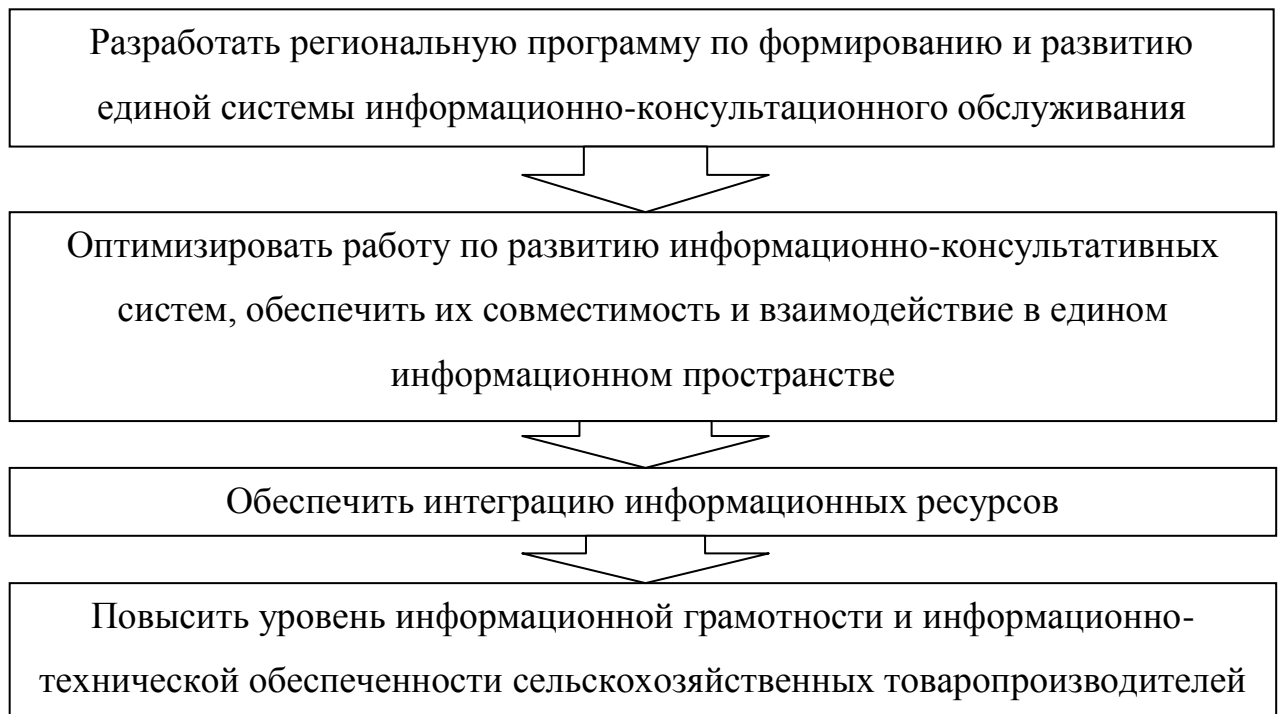 Разработать региональную программу по формированию и развитию
единой системы информационно-консультационного обслуживания
Оптимизировать работу по развитию информационно-консультативных
систем, обеспечить их совместимость и взаимодействие в едином
информационном пространстве
Обеспечить интеграцию информационных ресурсов
Повысить уровень информационной грамотности и информационно-
технической обеспеченности сельскохозяйственных товаропроизводителей